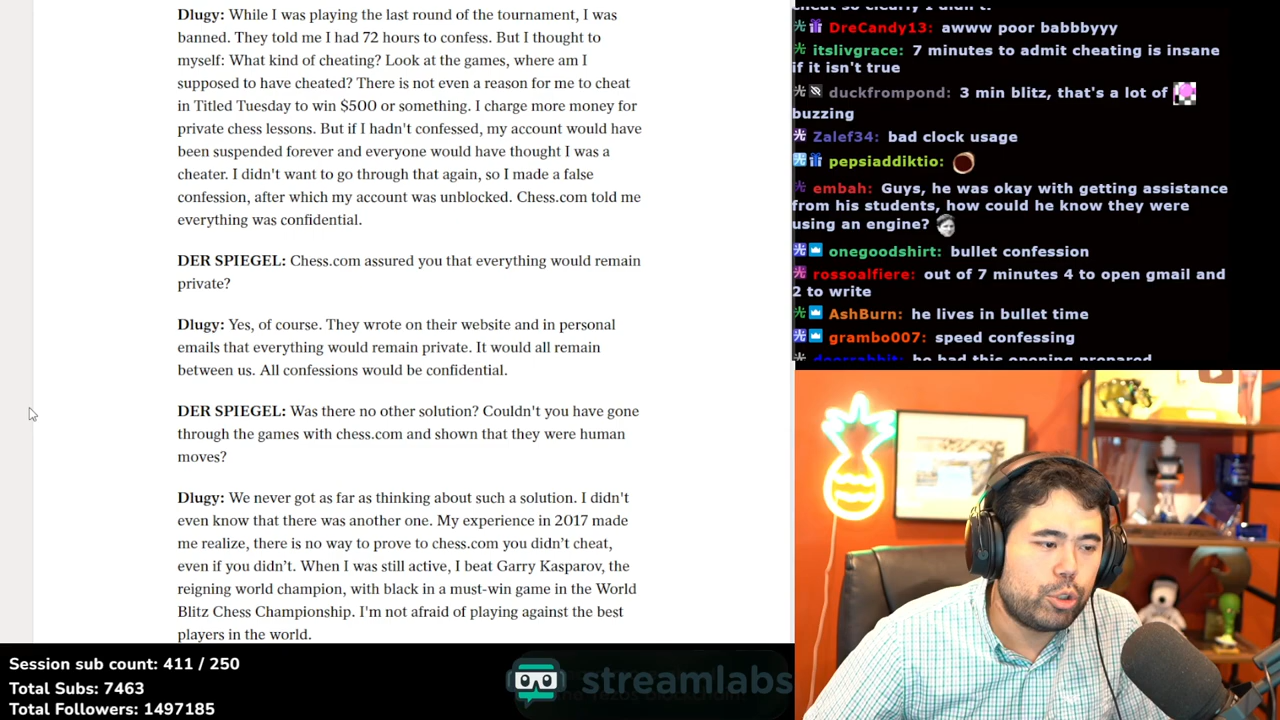 Dlugy: While I was playing the last round of the tournament, I was
They told me I had 72 hours to confess. But I thought to
myself: What kind of cheating? Look at the games, where am I
supposed to have cheated? There is not even a reason for me to cheat
in Titled Tuesday to win $500 or something. I charge more money for
private chess lessons. But if I hadn't confessed, my account would have
been suspended forever and everyone would have thought I was a
cheater. I didn't want to go through that again, so I made a false
confession, after which my account was unblocked. Chess.com told me
everything was confidential.
DER SPIEGEL: Chess.com assured you that everything would remain
private?
Dlugy: Yes, of course. They wrote on their website and in personal
emails that everything would remain private. It would all remain
between us. All confessions would be confidential.
DER SPIEGEL: Was there no other solution? Couldn't you have gone
through the games with chess.com and shown that they were human
moves?
Dlugy: We never got as far as thinking about such a solution. I didn't
even know that there was another one. My experience in 2017 made
me realize, there is no way to prove to chess.com you didn't cheat,
even if you didn't. When I was still active, I beat Garry Kasparov, the
reigning world champion, with black in a must-win game in the World
Blitz Chess Championship. I'm not afraid of playing against the best
players in the world.
DreCandy13: awww poor babbbyyy
itslivgrace: 7 minutes to admit cheating is insane
if it isn't true
duckfrompond: 3 min blitz, that's a lot of
buzzing
Zalef34: bad clock usage
pepsiaddiktio:
embah: Guys, he was okay with getting assistance
from his students, how could he know they were
using an engine?
onegoodshirt: bullet confession
rossoalfiere: out of 7 minutes 4 to open gmail and
2 to write
AshBurn: he lives in bullet time
grambo007: speed confessing
he had this opening prepared
Session sub count: 411 / 250
Total Subs: 7463
Total Followers: 1497185
streamlabs